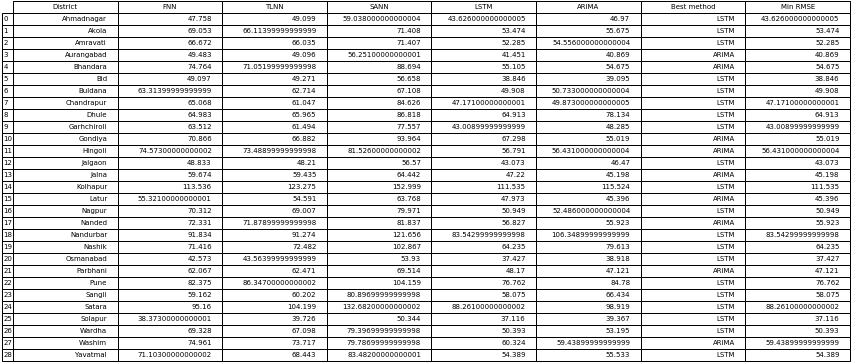 District FNN TLNN SANN LSTM ARIMA Best method Min RMSE
0 Ahmadnagar 47.758 49.099 59.038000000000004 43.626000000000005 46.97 LSTM 43.626000000000005
1 Akola 69.053 66.11399999999999 71.408 53.474 55.675 LSTM 53.474
2 Amravati 66.672 66.035 71.407 52.285 54.556000000000004 LSTM 52.285
3 Aurangabad 49.483 49.096 56.25100000000001 41.451 40.869 ARIMA 40.869
4 Bhandara 74.764 71.05199999999998 88.694 55.105 54.675 ARIMA 54.675
5 Bid 49.097 49.271 56.658 38.846 39.095 LSTM 38.846
6 Buldana 63.31399999999999 62.714 67.108 49.908 50.733000000000004 LSTM 49.908
7 Chandrapur 65.068 61.047 84.626 47.17100000000001 49.873000000000005 LSTM 47.17100000000001
8 Dhule 64.983 65.965 86.818 64.913 78.134 LSTM 64.913
9 Garhchiroli 63.512 61.494 77.557 43.00899999999999 48.285 LSTM 43.00899999999999
10 Gondiya 70.866 66.882 93.964 67.298 55.019 ARIMA 55.019
11 Hingoli 74.57300000000002 73.48899999999998 81.52600000000002 56.791 56.431000000000004 ARIMA 56.431000000000004
12 Jalgaon 48.833 48.21 56.57 43.073 46.47 LSTM 43.073
13 Jalna 59.674 59.435 64.442 47.22 45.198 ARIMA 45.198
14 Kolhapur 113.536 123.275 152.999 111.535 115.524 LSTM 111.535
15 Latur 55.32100000000001 54.591 63.768 47.973 45.396 ARIMA 45.396
16 Nagpur 70.312 69.007 79.971 50.949 52.486000000000004 LSTM 50.949
17 Nanded 72.331 71.87899999999998 81.837 56.827 55.923 ARIMA 55.923
18 Nandurbar 91.834 91.274 121.656 83.54299999999998 106.34899999999999 LSTM 83.54299999999998
19 Nashik 71.416 72.482 102.867 64.235 79.613 LSTM 64.235
20 Osmanabad 42.573 43.56399999999999 53.93 37.427 38.918 LSTM 37.427
21 Parbhani 62.067 62.471 69.514 48.17 47.121 ARIMA 47.121
22 Pune 82.375 86.34700000000002 104.159 76.762 84.78 LSTM 76.762
23 Sangli 59.162 60.202 80.89699999999998 58.075 66.434 LSTM 58.075
24 Satara 95.16 104.199 132.68200000000002 88.26100000000002 98.919 LSTM 88.26100000000002
25 Solapur 38.37300000000001 39.726 50.344 37.116 39.367 LSTM 37.116
26 Wardha 69.328 67.098 79.39699999999998 50.393 53.195 LSTM 50.393
27 Washim 74.961 73.717 79.78699999999998 60.324 59.43899999999999 ARIMA 59.43899999999999
28 Yavatmal 71.10300000000002 68.443 83.48200000000001 54.389 55.533 LSTM 54.389